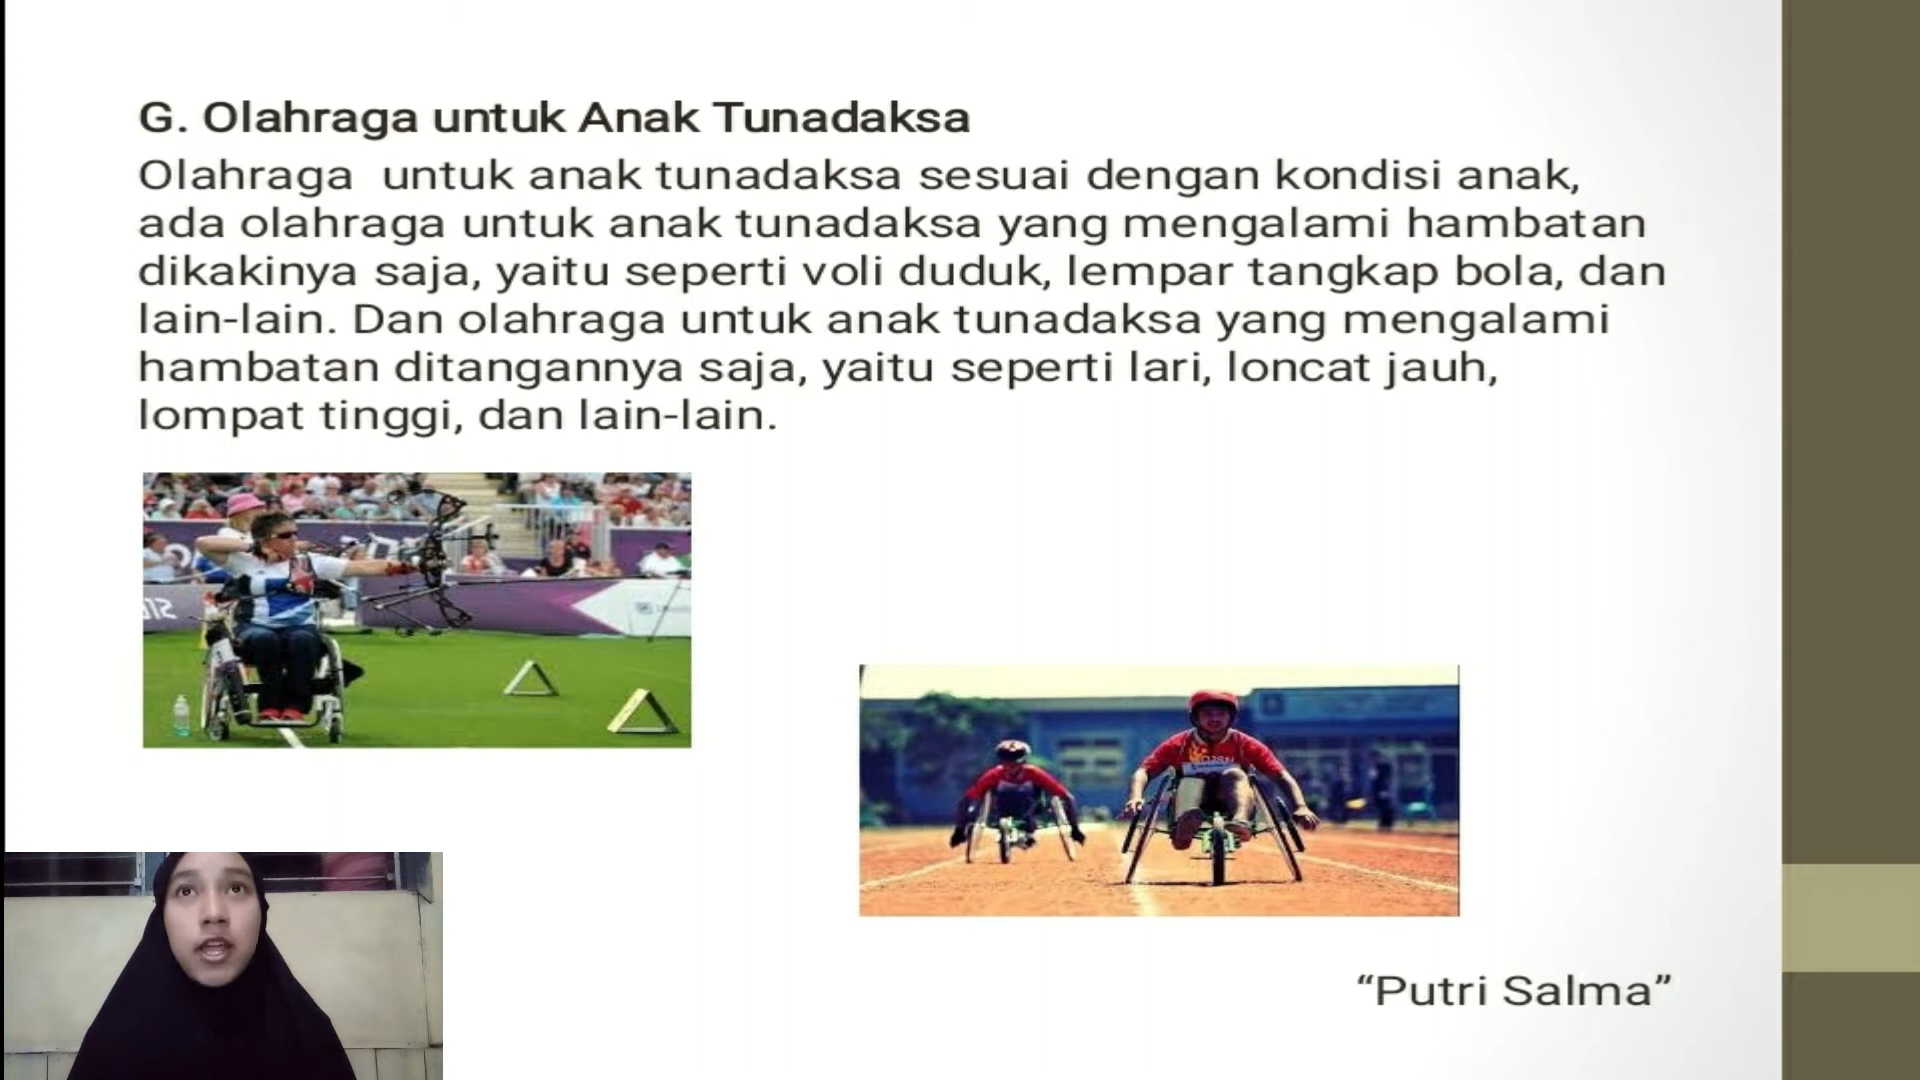 G. Olahraga untuk Anak Tunadaksa
Olahraga untuk anak tunadaksa sesuai dengan kondisi anak,
ada olahraga untuk anak tunadaksa yang mengalami hambatan
dikakinya saja, yaitu seperti voli duduk, lempar tangkap bola, dan
lain-lain. Dan olahraga untuk anak tunadaksa yang mengalami
hambatan ditangannya saja, yaitu seperti lari, loncat jauh,
lompat tinggi, dan lain-lain.
“Putri Salma”